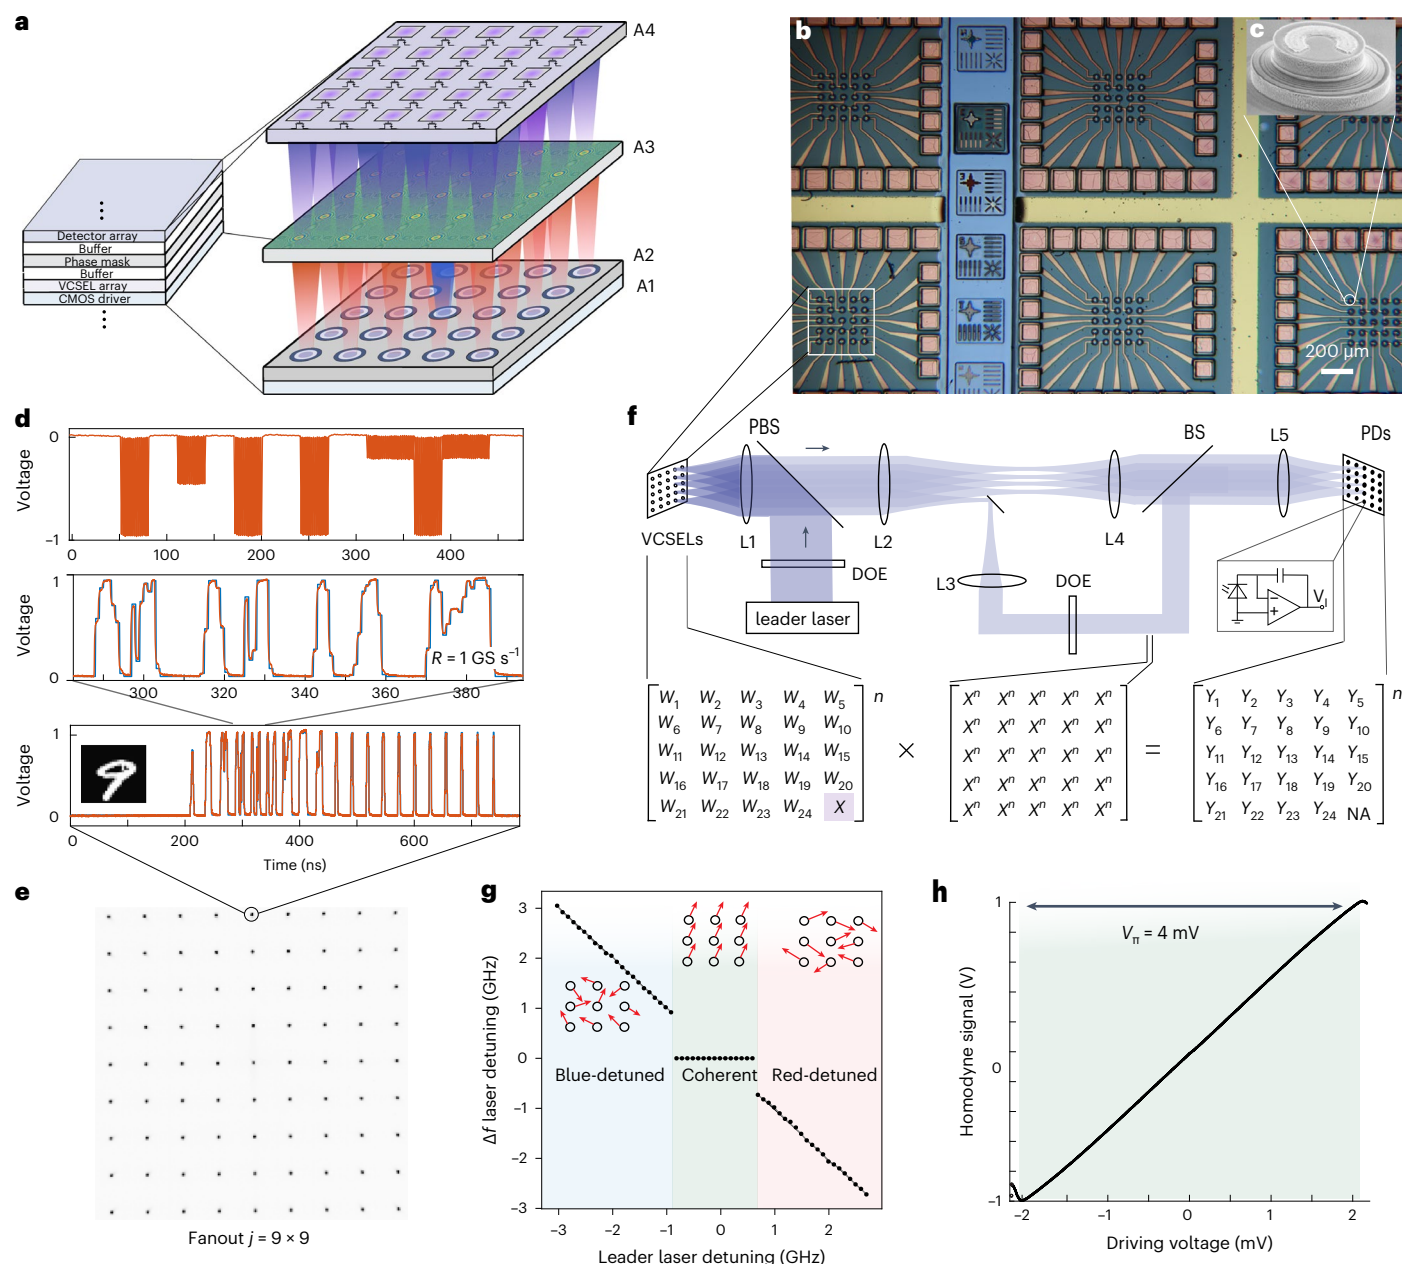 a
A4
A3
A2
A1
Detector array
Buffer
Phase mask
Buffer
VCSEL array
CMOS driver
b
c
200 µm
d
Voltage
0
−1
0 100 200 300 400
Voltage
1
0
R = 1 GS s⁻¹
300 320 340 360 380
Voltage
1
0
9
0 200 400 600
Time (ns)
e
Fanout j = 9 × 9
f
PBS
BS
L5
PDs
VCSELs
L1
DOE
L2
L3
DOE
L4
leader laser
V_I
−
+
W₁ W₂ W₃ W₄ W₅
W₆ W₇ W₈ W₉ W₁₀
W₁₁ W₁₂ W₁₃ W₁₄ W₁₅
W₁₆ W₁₇ W₁₈ W₁₉ W₂₀
W₂₁ W₂₂ W₂₃ W₂₄ X
n
×
Xⁿ Xⁿ Xⁿ Xⁿ Xⁿ
Xⁿ Xⁿ Xⁿ Xⁿ Xⁿ
Xⁿ Xⁿ Xⁿ Xⁿ Xⁿ
Xⁿ Xⁿ Xⁿ Xⁿ Xⁿ
Xⁿ Xⁿ Xⁿ Xⁿ Xⁿ
=
Y₁ Y₂ Y₃ Y₄ Y₅
Y₆ Y₇ Y₈ Y₉ Y₁₀
Y₁₁ Y₁₂ Y₁₃ Y₁₄ Y₁₅
Y₁₆ Y₁₇ Y₁₈ Y₁₉ Y₂₀
Y₂₁ Y₂₂ Y₂₃ Y₂₄ NA
n
g
Δf laser detuning (GHz)
3
2
1
0
−1
−2
−3
Blue-detuned Coherent Red-detuned
−3 −2 −1 0 1 2
Leader laser detuning (GHz)
h
Homodyne signal (V)
1
0
−1
V_π = 4 mV
−2 −1 0 1 2
Driving voltage (mV)